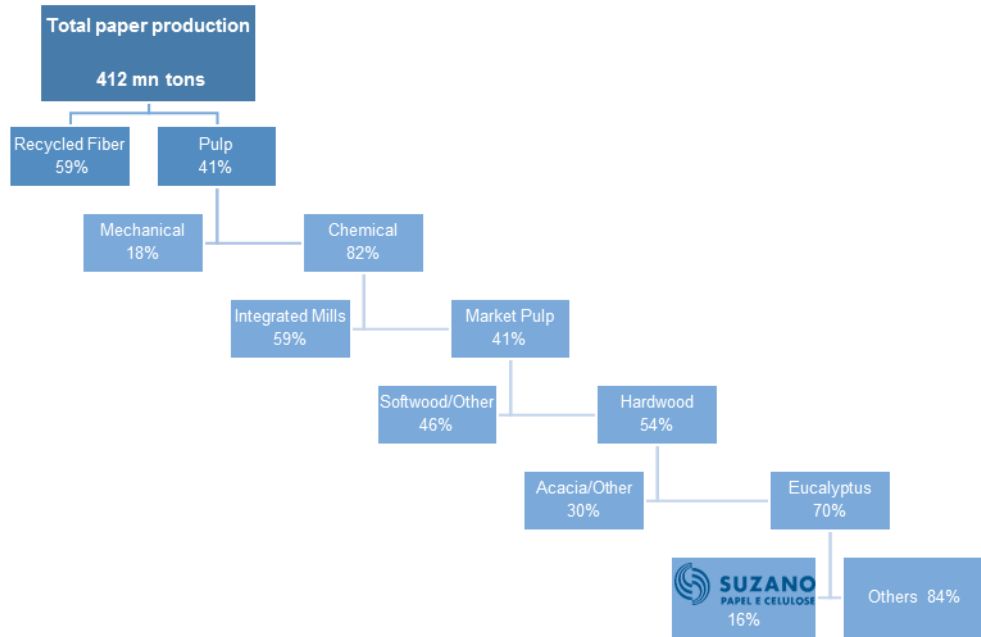 Total paper production
412 mn tons
Recycled Fiber
59%
Pulp
41%
Mechanical
18%
Chemical
82%
Integrated Mills
59%
Market Pulp
41%
Softwood/Other
46%
Hardwood
54%
Acacia/Other
30%
Eucalyptus
70%
SUZANO
PAPEL E CELULOSE
16%
Others 84%